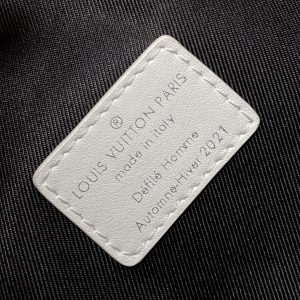 ®
LOUIS VUITTON PARIS
made in Italy
Défilé Homme
Automne-Hiver 2021